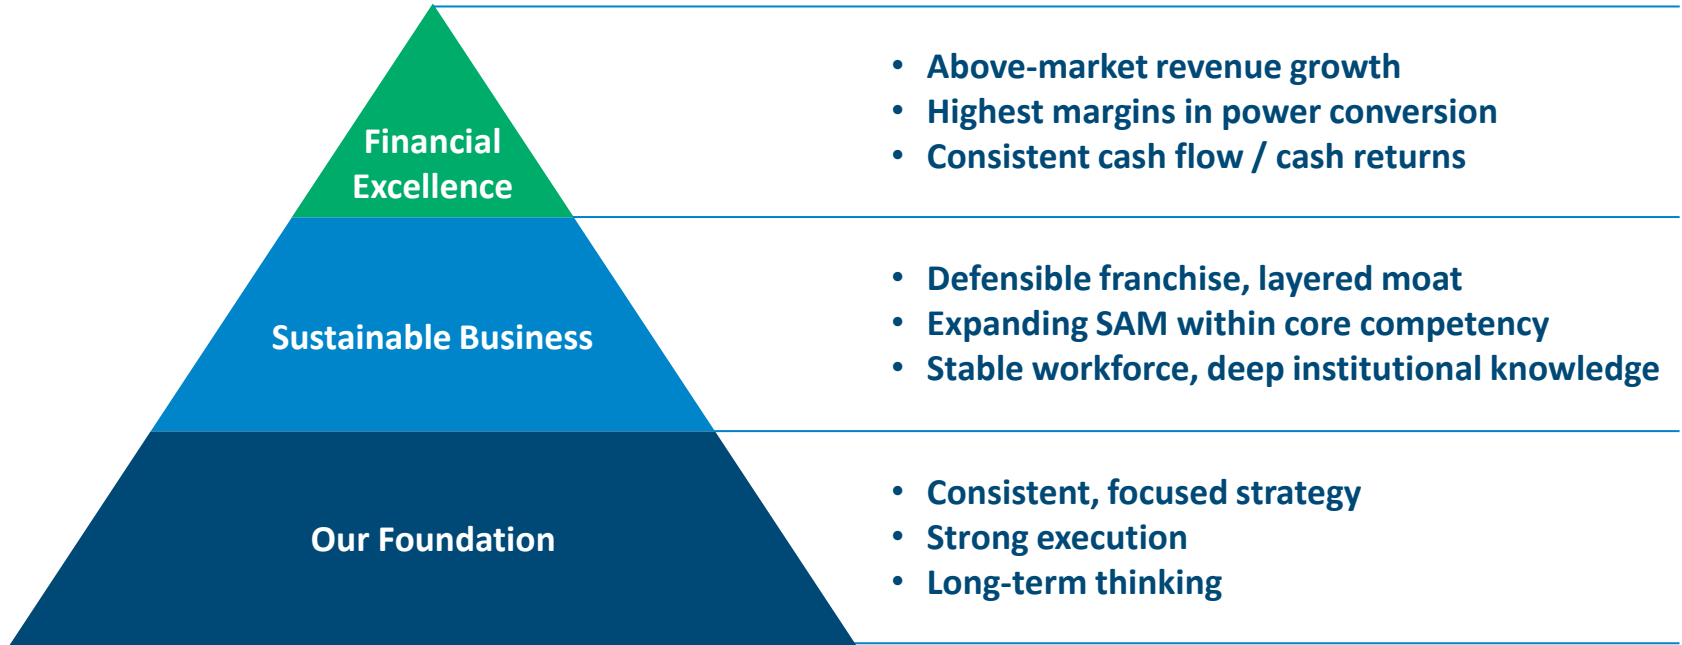 Financial
Excellence
• Above-market revenue growth
• Highest margins in power conversion
• Consistent cash flow / cash returns
Sustainable Business
• Defensible franchise, layered moat
• Expanding SAM within core competency
• Stable workforce, deep institutional knowledge
Our Foundation
• Consistent, focused strategy
• Strong execution
• Long-term thinking